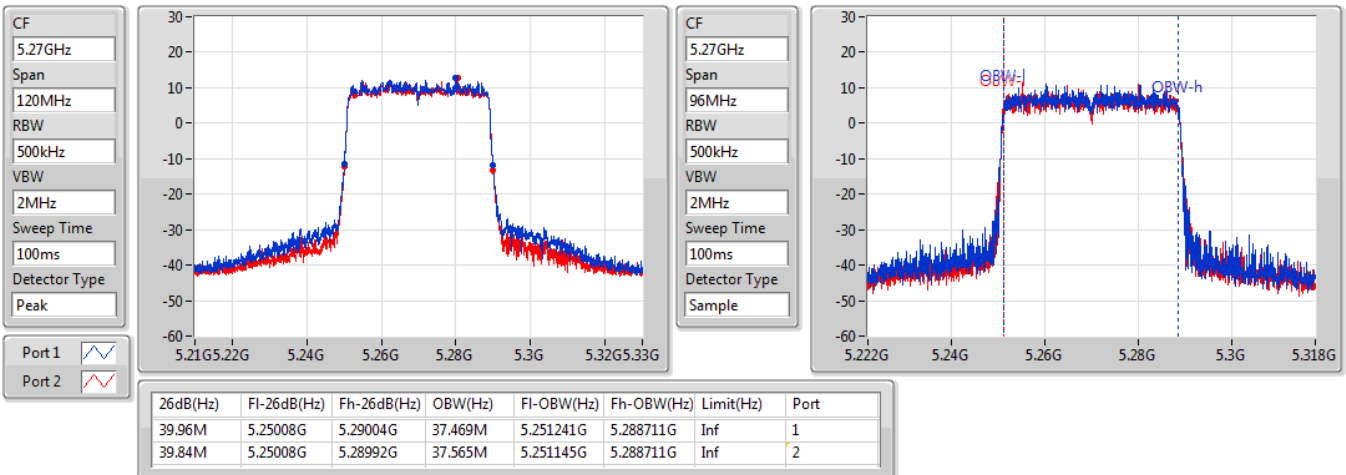 CF
5.27GHz
Span
120MHz
RBW
500kHz
VBW
2MHz
Sweep Time
100ms
Detector Type
Peak
Port 1
Port 2
30
20
10
0
-10
-20
-30
-40
-50
-60
5.21G 5.22G 5.24G 5.26G 5.28G 5.3G 5.32G 5.33G
CF
5.27GHz
Span
96MHz
RBW
500kHz
VBW
2MHz
Sweep Time
100ms
Detector Type
Sample
30
20
10
0
-10
-20
-30
-40
-50
-60
OBW-l
OBW-h
5.222G 5.24G 5.26G 5.28G 5.3G 5.318G
26dB(Hz) Fl-26dB(Hz) Fh-26dB(Hz) OBW(Hz) Fl-OBW(Hz) Fh-OBW(Hz) Limit(Hz) Port
39.96M 5.25008G 5.29004G 37.469M 5.251241G 5.288711G Inf 1
39.84M 5.25008G 5.28992G 37.565M 5.251145G 5.288711G Inf 2